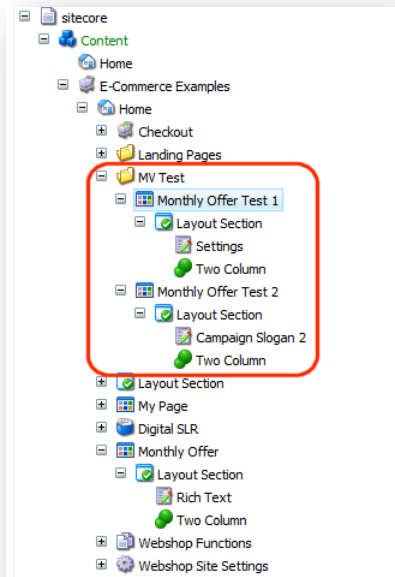 sitecore
Content
Home
E-Commerce Examples
Home
Checkout
Landing Pages
MV Test
Monthly Offer Test 1
Layout Section
Settings
Two Column
Monthly Offer Test 2
Layout Section
Campaign Slogan 2
Two Column
Layout Section
My Page
Digital SLR
Monthly Offer
Layout Section
Rich Text
Two Column
Webshop Functions
Webshop Site Settings